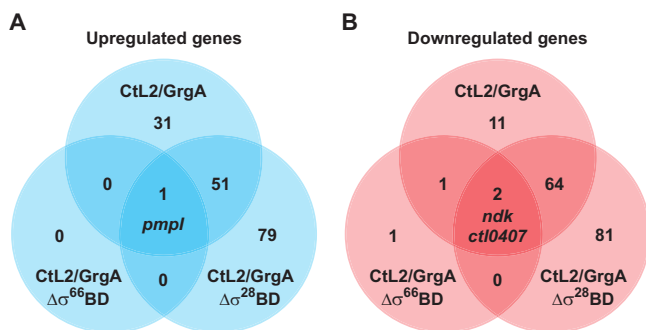 A
Upregulated genes
CtL2/GrgA
31
0
1
51
pmpI
0
79
CtL2/GrgA
Δσ66BD
0
CtL2/GrgA
Δσ28BD
B
Downregulated genes
CtL2/GrgA
11
1
2
64
ndk
ctl0407
1
81
CtL2/GrgA
Δσ66BD
0
CtL2/GrgA
Δσ28BD